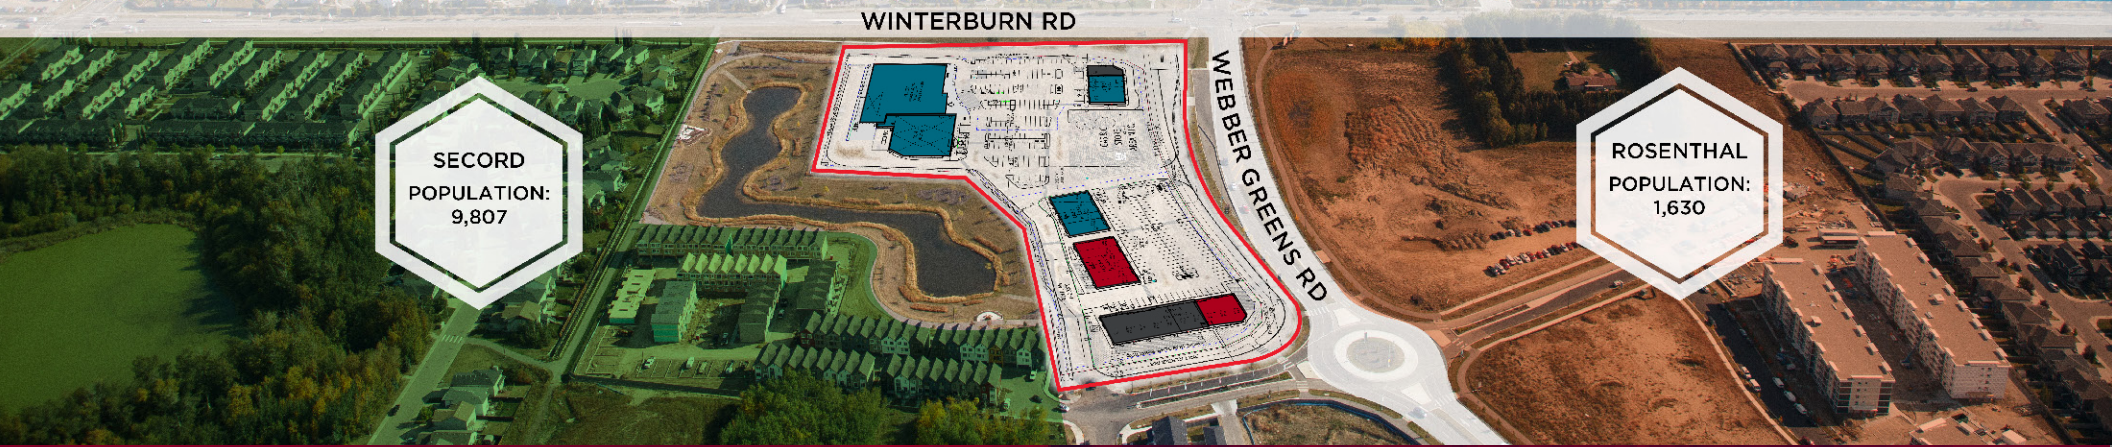 WINTERBURN RD
WEBBER GREENS RD
SECORD
POPULATION:
9,807
ROSENTHAL
POPULATION:
1,630